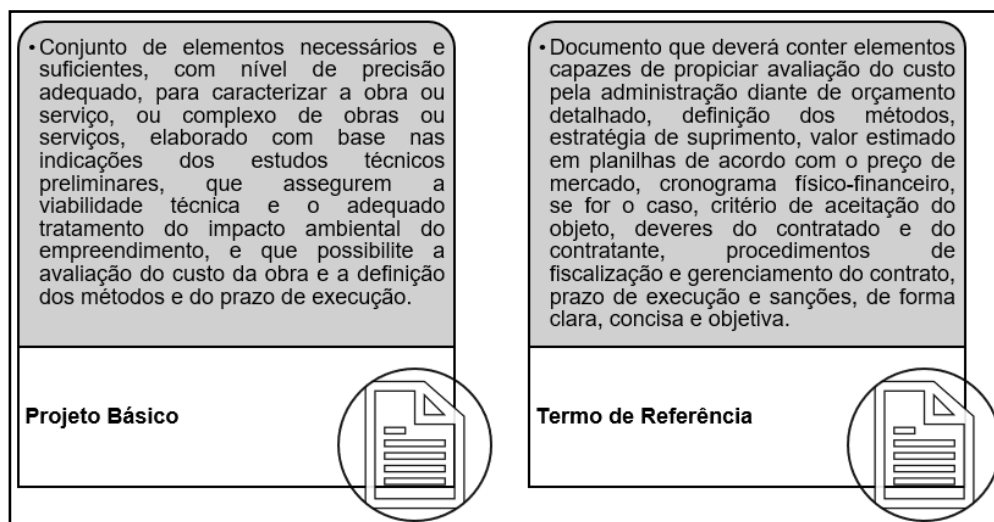 • Conjunto de elementos necessários e
suficientes, com nível de precisão
adequado, para caracterizar a obra ou
serviço, ou complexo de obras ou
serviços, elaborado com base nas
indicações dos estudos técnicos
preliminares, que assegurem a
viabilidade técnica e o adequado
tratamento do impacto ambiental do
empreendimento, e que possibilite a
avaliação do custo da obra e a definição
dos métodos e do prazo de execução.
Projeto Básico
• Documento que deverá conter elementos
capazes de propiciar avaliação do custo
pela administração diante de orçamento
detalhado, definição dos métodos,
estratégia de suprimento, valor estimado
em planilhas de acordo com o preço de
mercado, cronograma físico-financeiro,
se for o caso, critério de aceitação do
objeto, deveres do contratado e do
contratante, procedimentos de
fiscalização e gerenciamento do contrato,
prazo de execução e sanções, de forma
clara, concisa e objetiva.
Termo de Referência